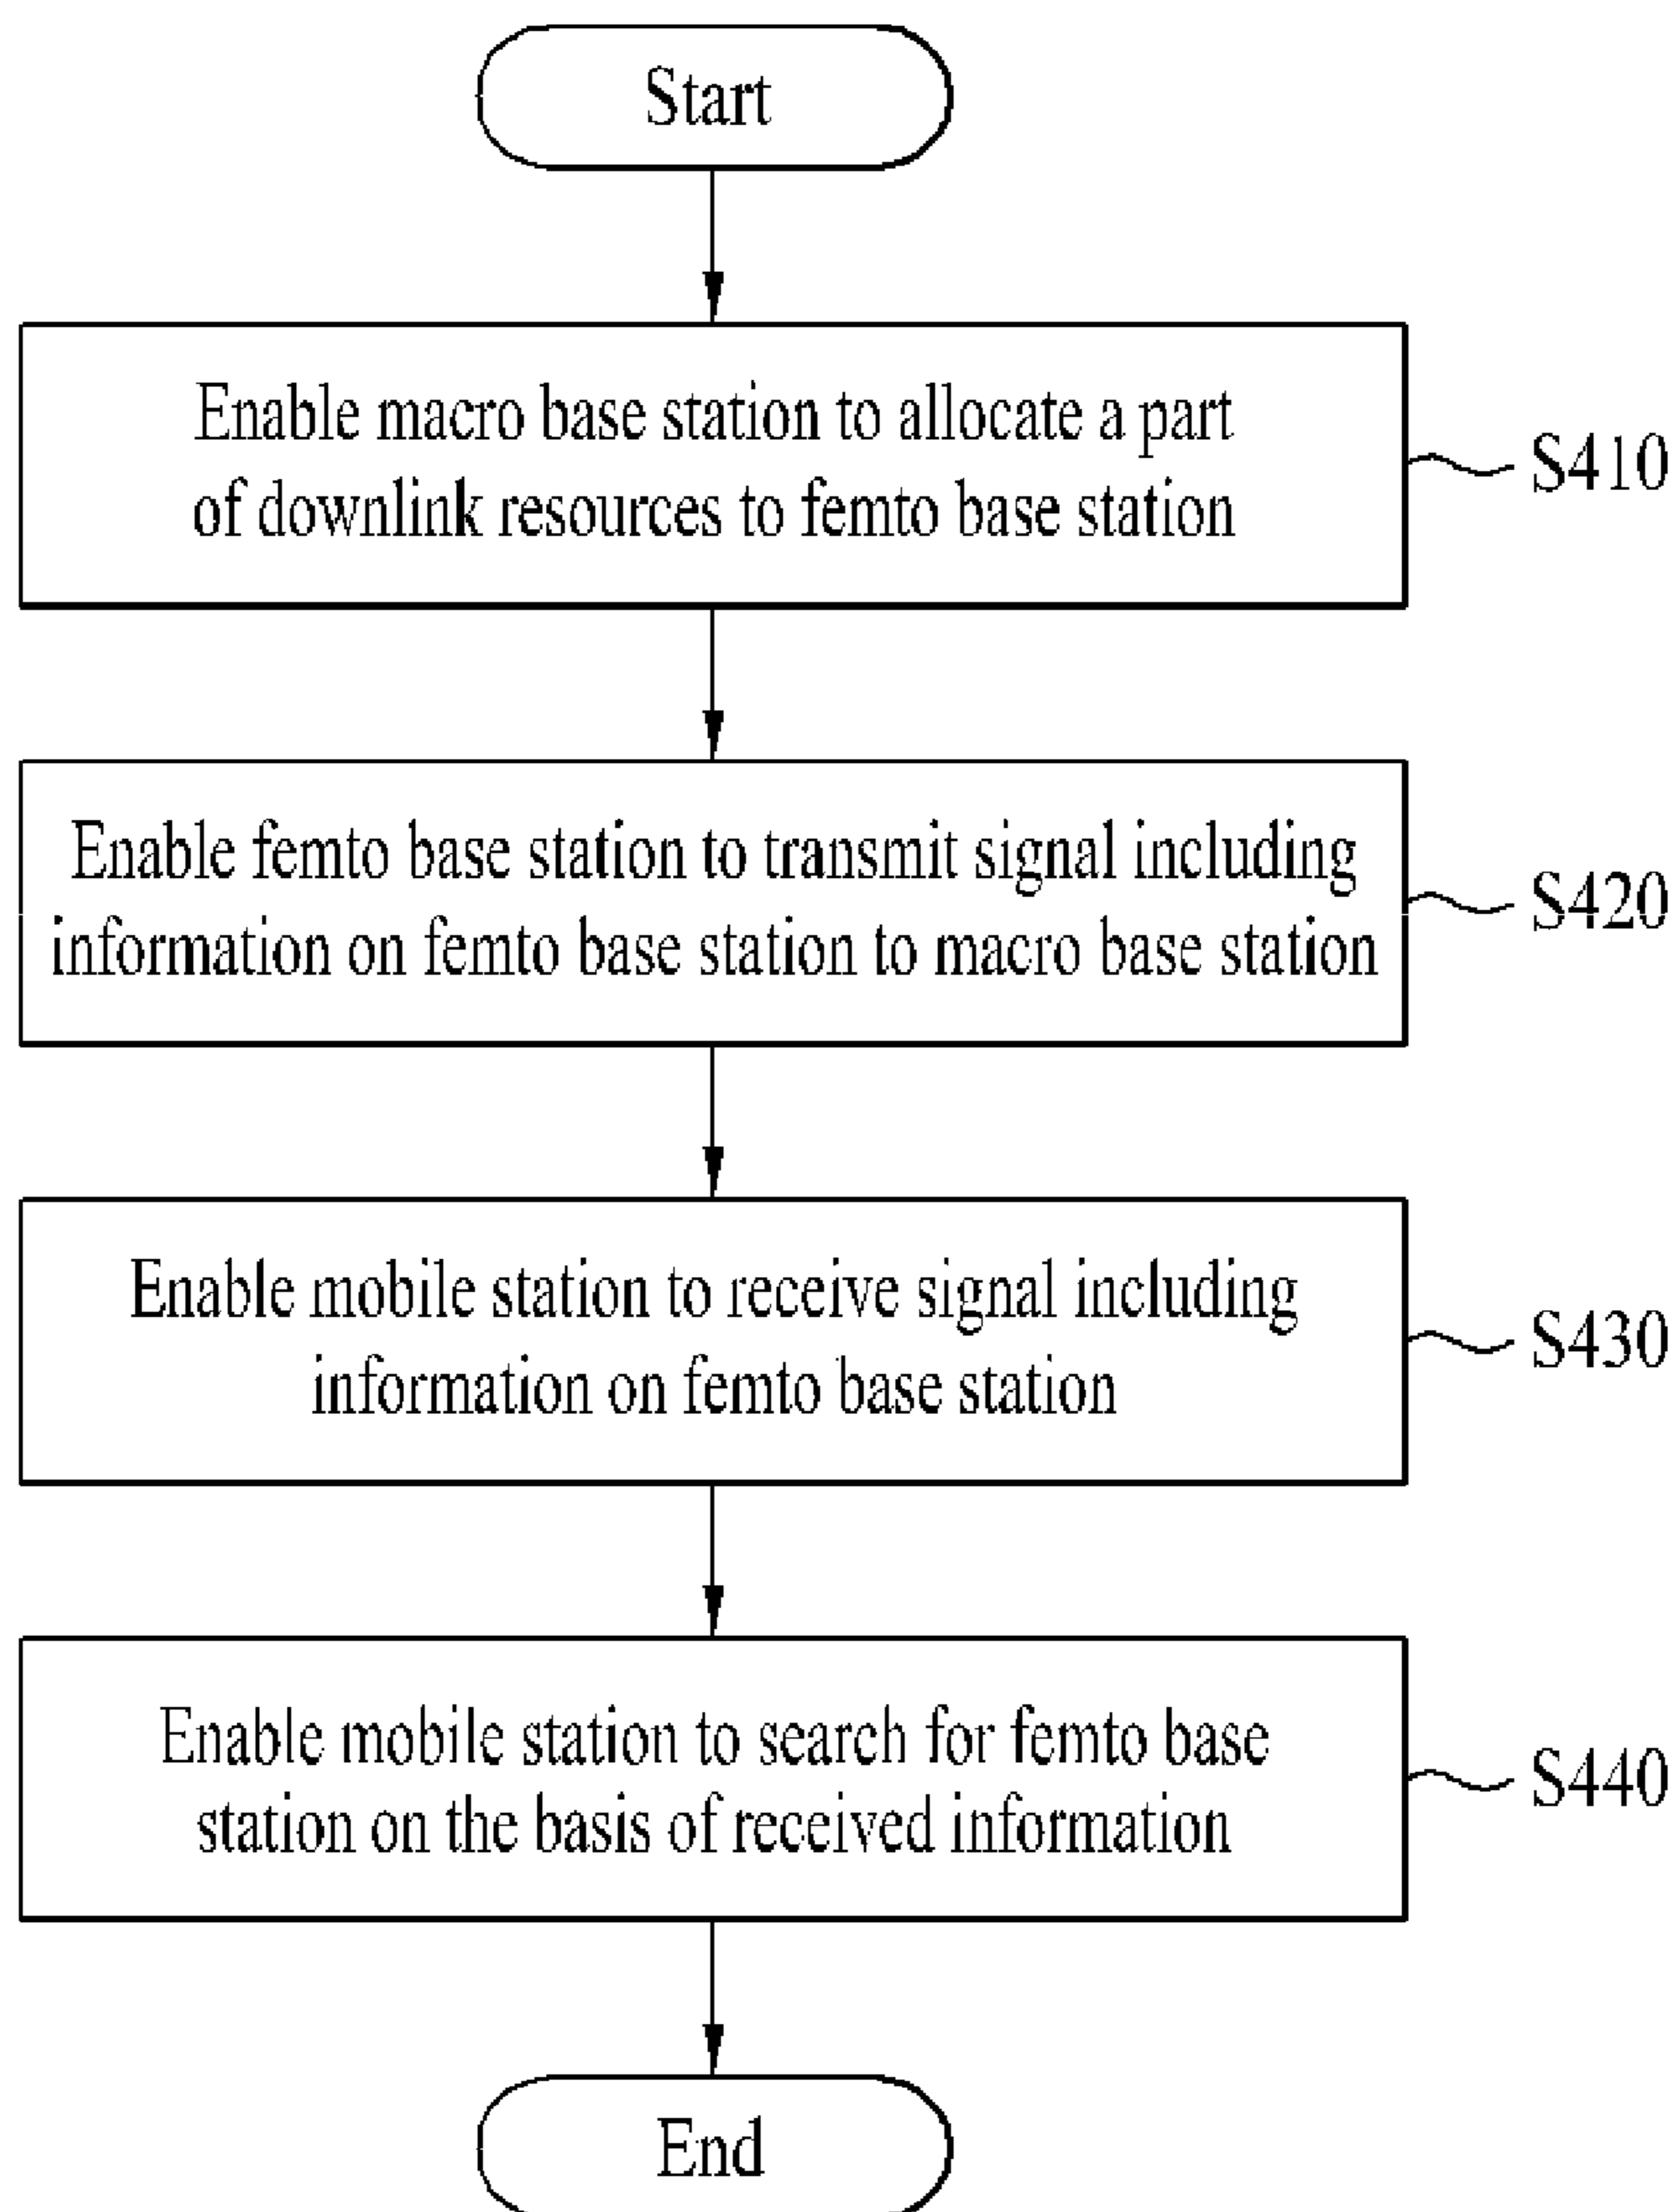 Start
Enable macro base station to allocate a part
of downlink resources to femto base station
S410
Enable femto base station to transmit signal including
information on femto base station to macro base station
S420
Enable mobile station to receive signal including
information on femto base station
S430
Enable mobile station to search for femto base
station on the basis of received information
S440
End